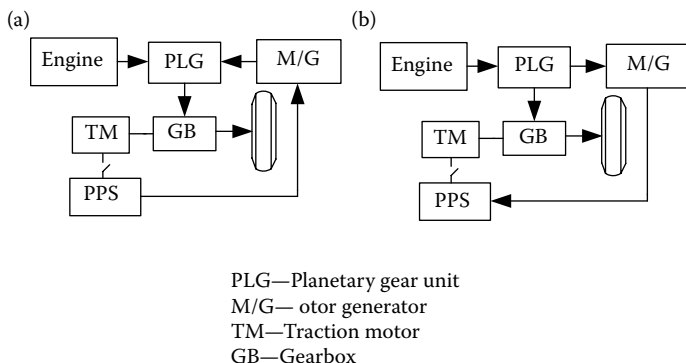 (a)
Engine
PLG
M/G
TM
GB
PPS
(b)
Engine
PLG
M/G
TM
GB
PPS
PLG—Planetary gear unit
M/G— otor generator
TM—Traction motor
GB—Gearbox